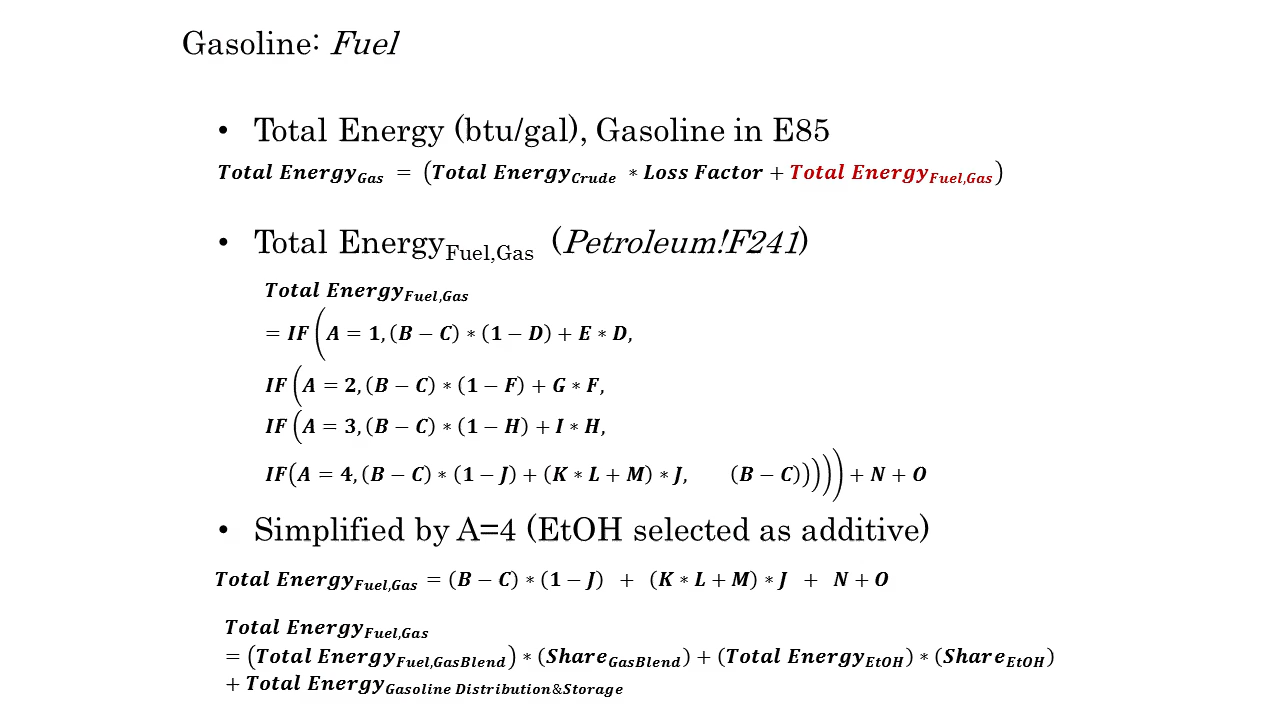 Gasoline: Fuel
• Total Energy (btu/gal), Gasoline in E85
Total Energy_Gas = (Total Energy_Crude * Loss Factor + Total Energy_Fuel,Gas)
• Total Energy_Fuel,Gas (Petroleum!F241)
Total Energy_Fuel,Gas
= IF(A = 1, (B − C) * (1 − D) + E * D,
IF(A = 2, (B − C) * (1 − F) + G * F,
IF(A = 3, (B − C) * (1 − H) + I * H,
IF(A = 4, (B − C) * (1 − J) + (K * L + M) * J, (B − C))))) + N + O
• Simplified by A=4 (EtOH selected as additive)
Total Energy_Fuel,Gas = (B − C) * (1 − J) + (K * L + M) * J + N + O
Total Energy_Fuel,Gas
= (Total Energy_Fuel,GasBlend) * (Share_GasBlend) + (Total Energy_EtOH) * (Share_EtOH)
+ Total Energy_Gasoline Distribution&Storage